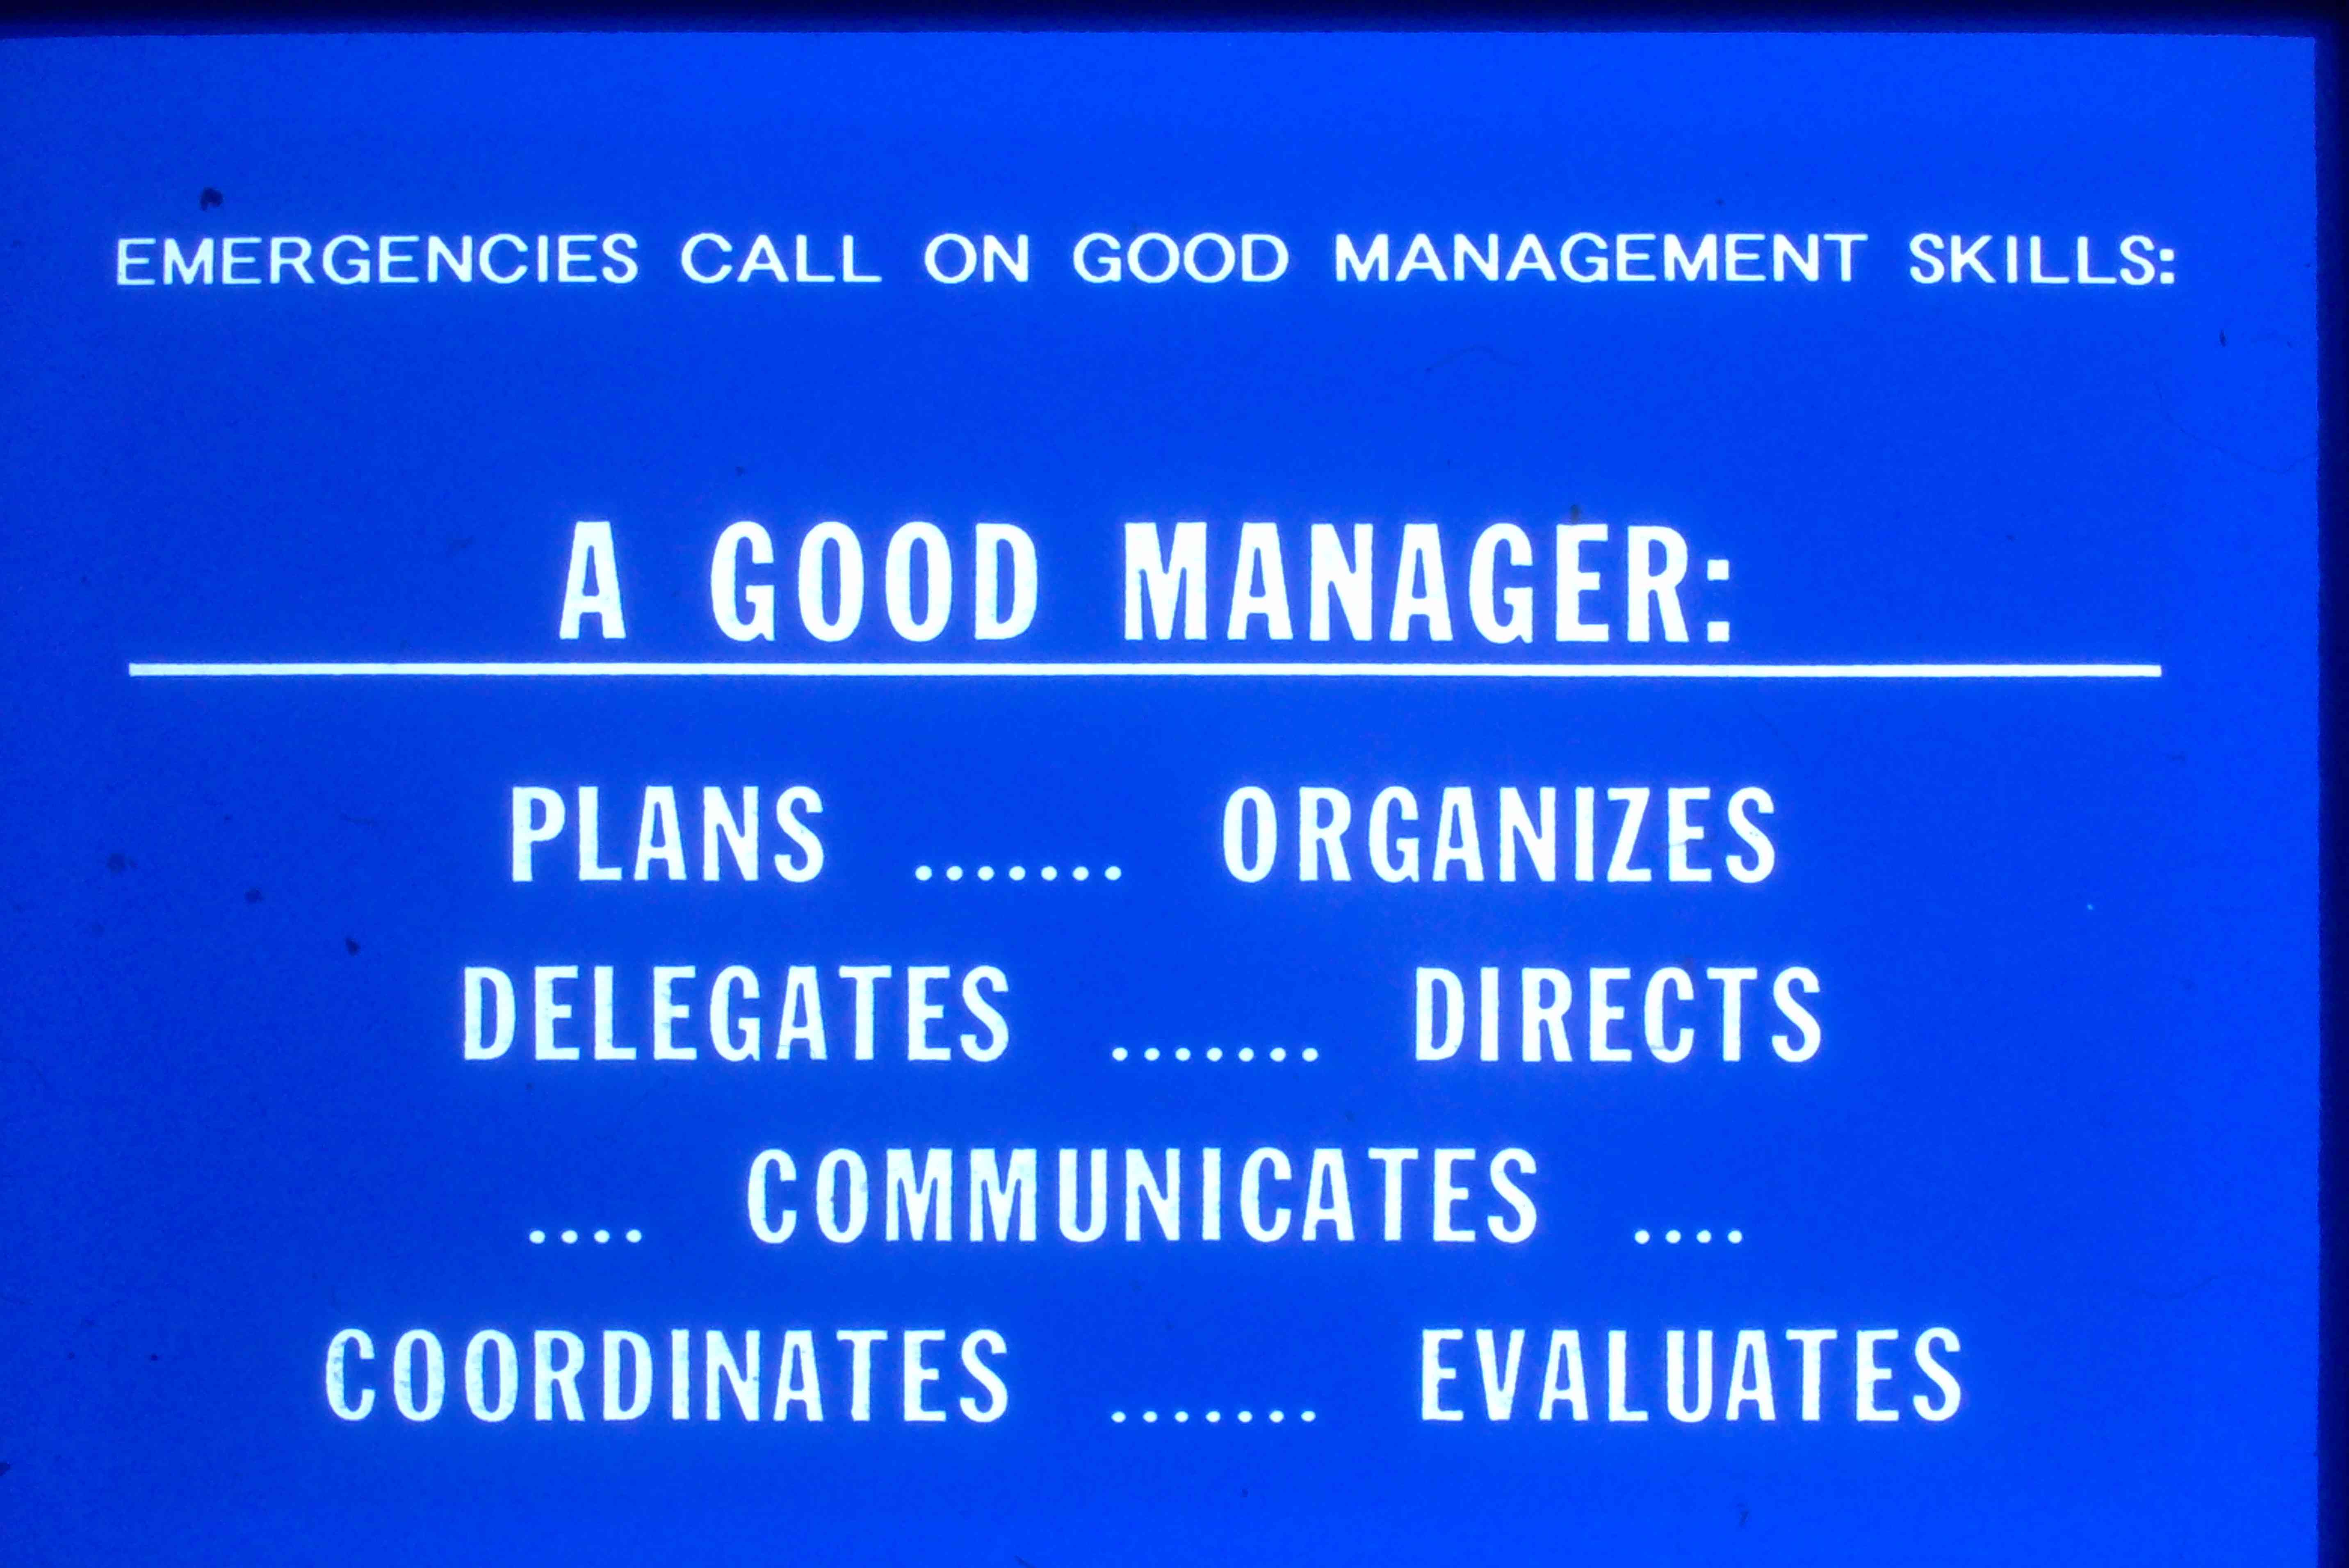 EMERGENCIES CALL ON GOOD MANAGEMENT SKILLS:
A GOOD MANAGER:
PLANS ....... ORGANIZES
DELEGATES ....... DIRECTS
.... COMMUNICATES ....
COORDINATES ....... EVALUATES